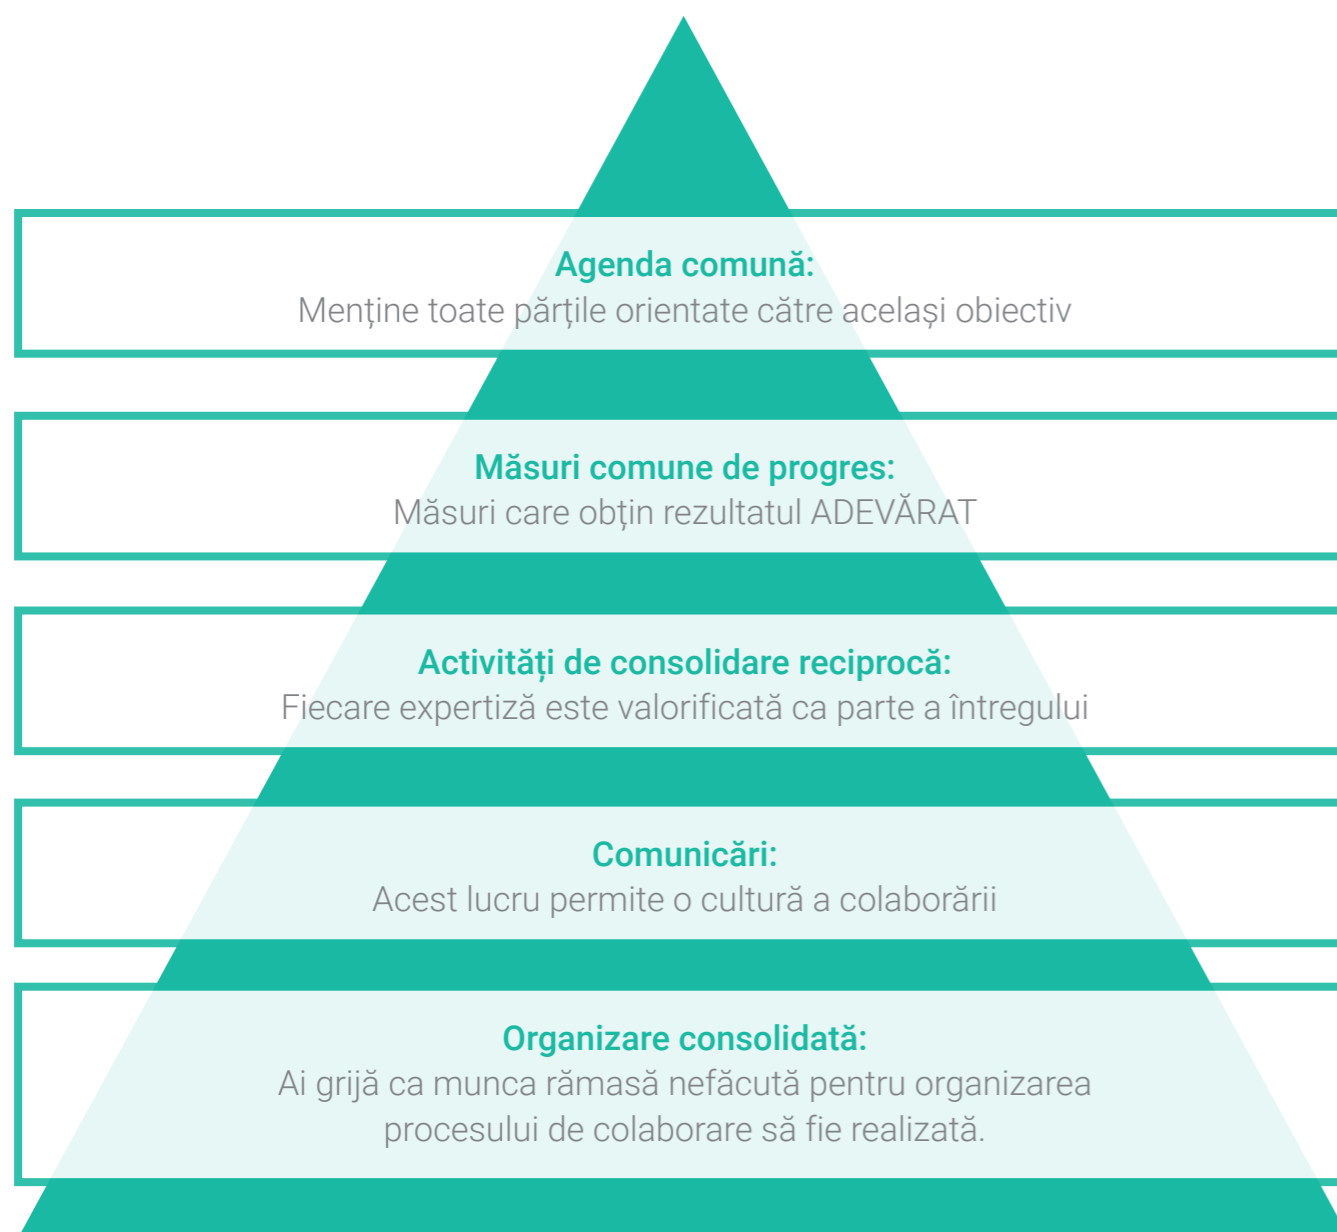 Agenda comună:
Menține toate părțile orientate către același obiectiv
Măsuri comune de progres:
Măsuri care obțin rezultatul ADEVĂRAT
Activități de consolidare reciprocă:
Fiecare expertiză este valorificată ca parte a întregului
Comunicări:
Acest lucru permite o cultură a colaborării
Organizare consolidată:
Ai grijă ca munca rămasă nefăcută pentru organizarea
procesului de colaborare să fie realizată.